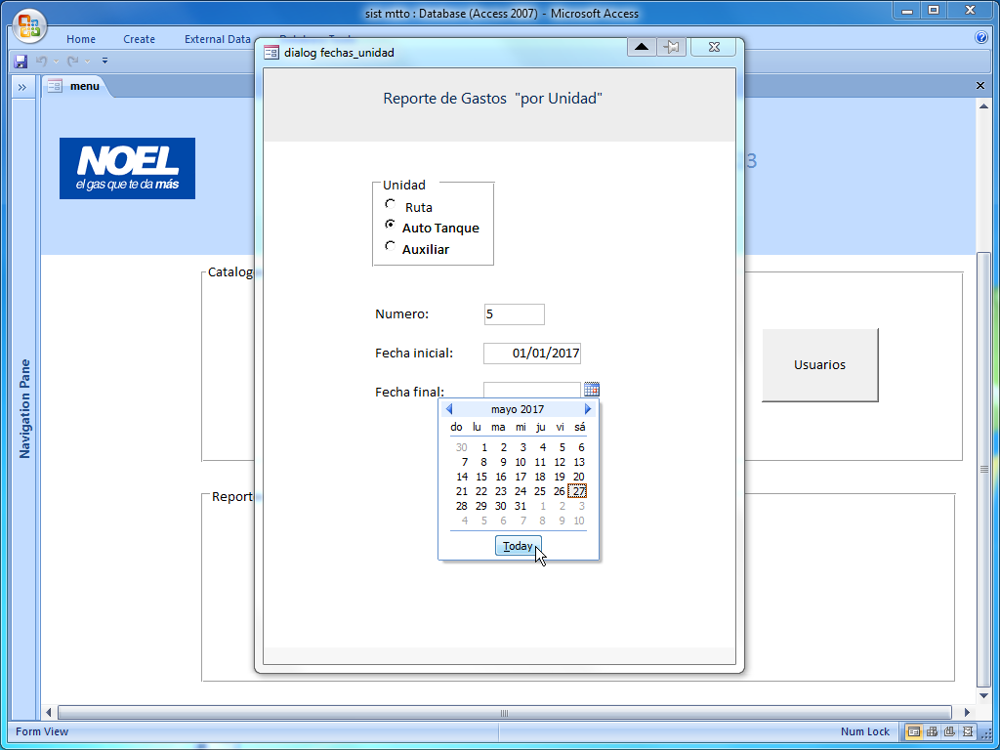 sist mtto : Database (Access 2007) - Microsoft Access
Home Create External Data
dialog fechas_unidad
menu
Reporte de Gastos "por Unidad"
NOEL
el gas que te da más
3
Unidad
Ruta
Auto Tanque
Auxiliar
Catalog
Numero: 5
Fecha inicial: 01/01/2017
Usuarios
Fecha final:
Navigation Pane
mayo 2017
do lu ma mi ju vi sá
30 1 2 3 4 5 6
7 8 9 10 11 12 13
14 15 16 17 18 19 20
21 22 23 24 25 26 27
28 29 30 31 1 2 3
4 5 6 7 8 9 10
Today
Report
Form View
Num Lock